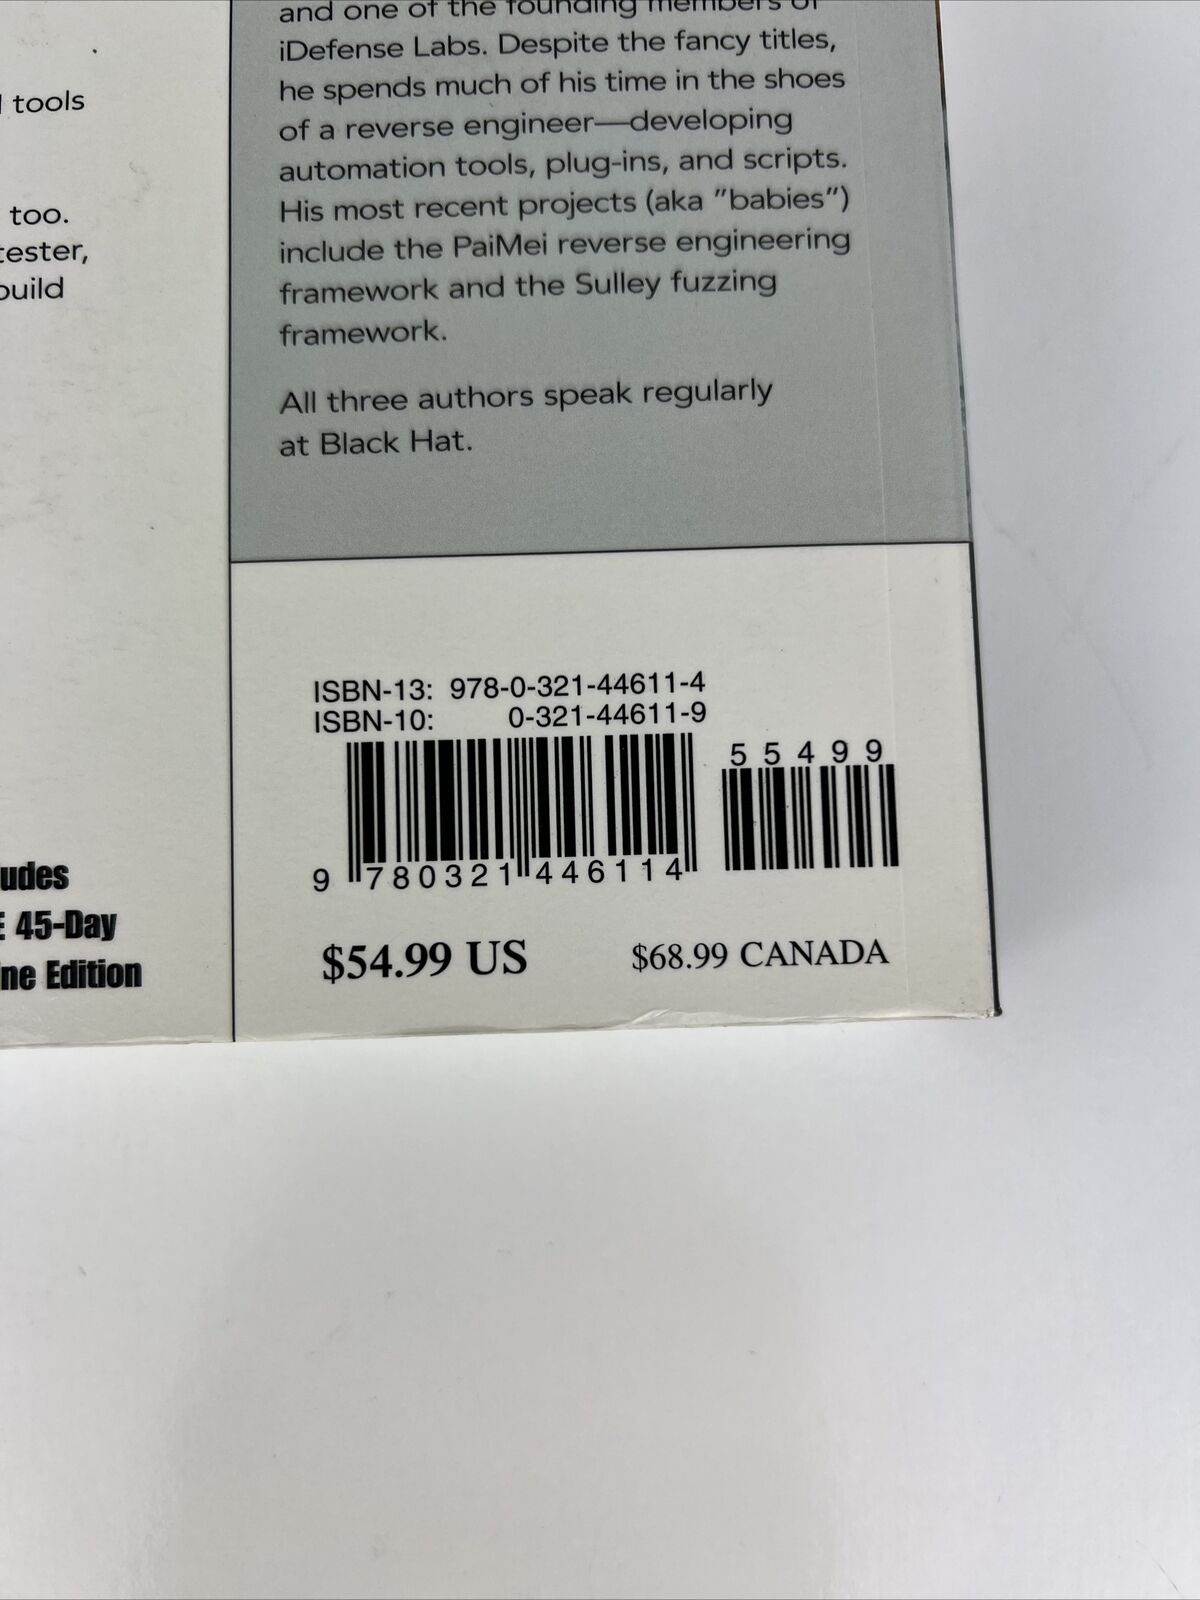 tools
too.
tester,
build
udes
45-Day
ne Edition
and one of the founding members of
iDefense Labs. Despite the fancy titles,
he spends much of his time in the shoes
of a reverse engineer—developing
automation tools, plug-ins, and scripts.
His most recent projects (aka "babies")
include the PaiMei reverse engineering
framework and the Sulley fuzzing
framework.
All three authors speak regularly
at Black Hat.
ISBN-13: 978-0-321-44611-4
ISBN-10: 0-321-44611-9
55499
9 780321 446114
$54.99 US $68.99 CANADA